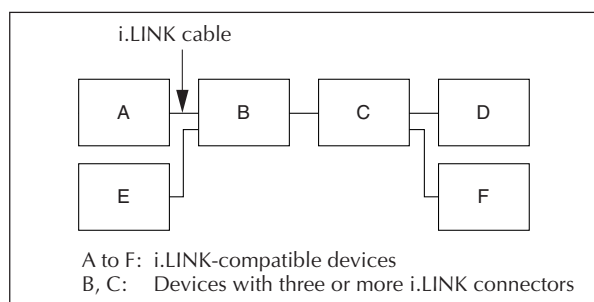 i.LINK cable
A
B
C
D
E
F
A to F: i.LINK-compatible devices
B, C: Devices with three or more i.LINK connectors